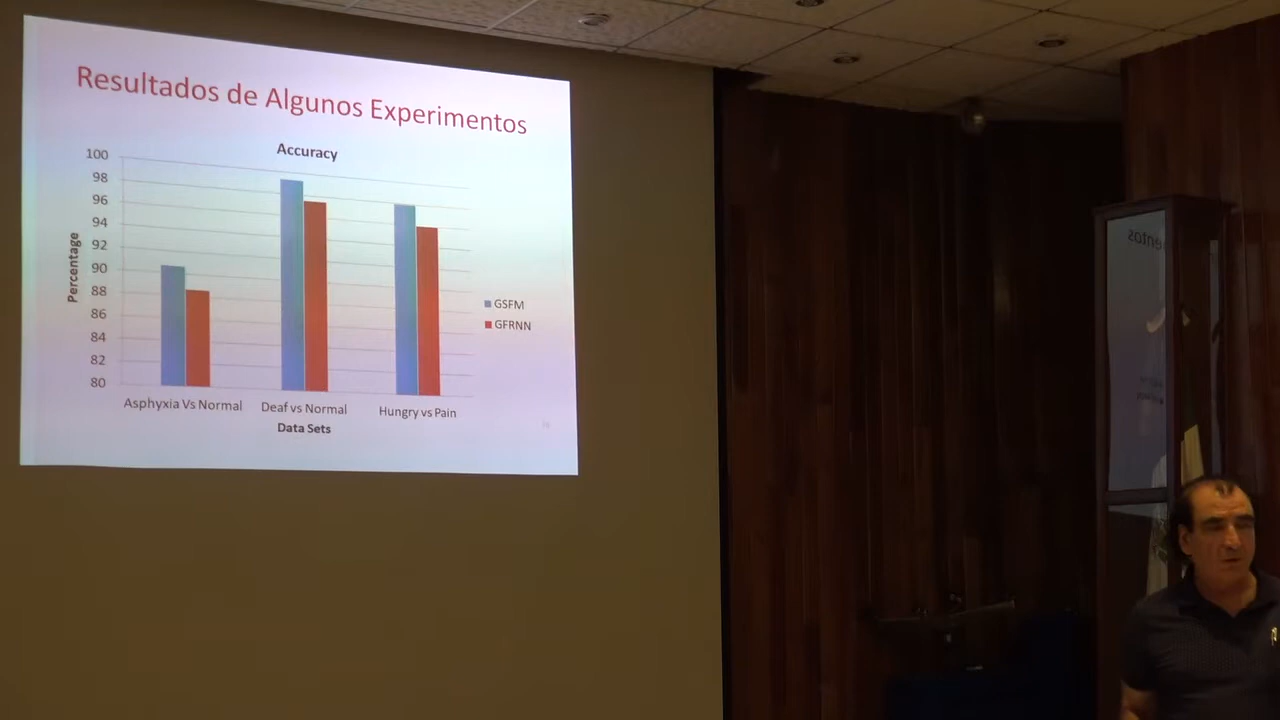 Resultados de Algunos Experimentos
Accuracy
100
98
96
94
92
90
88
86
84
82
80
Percentage
GSFM
GFRNN
Asphyxia Vs Normal
Deaf vs Normal
Hungry vs Pain
Data Sets